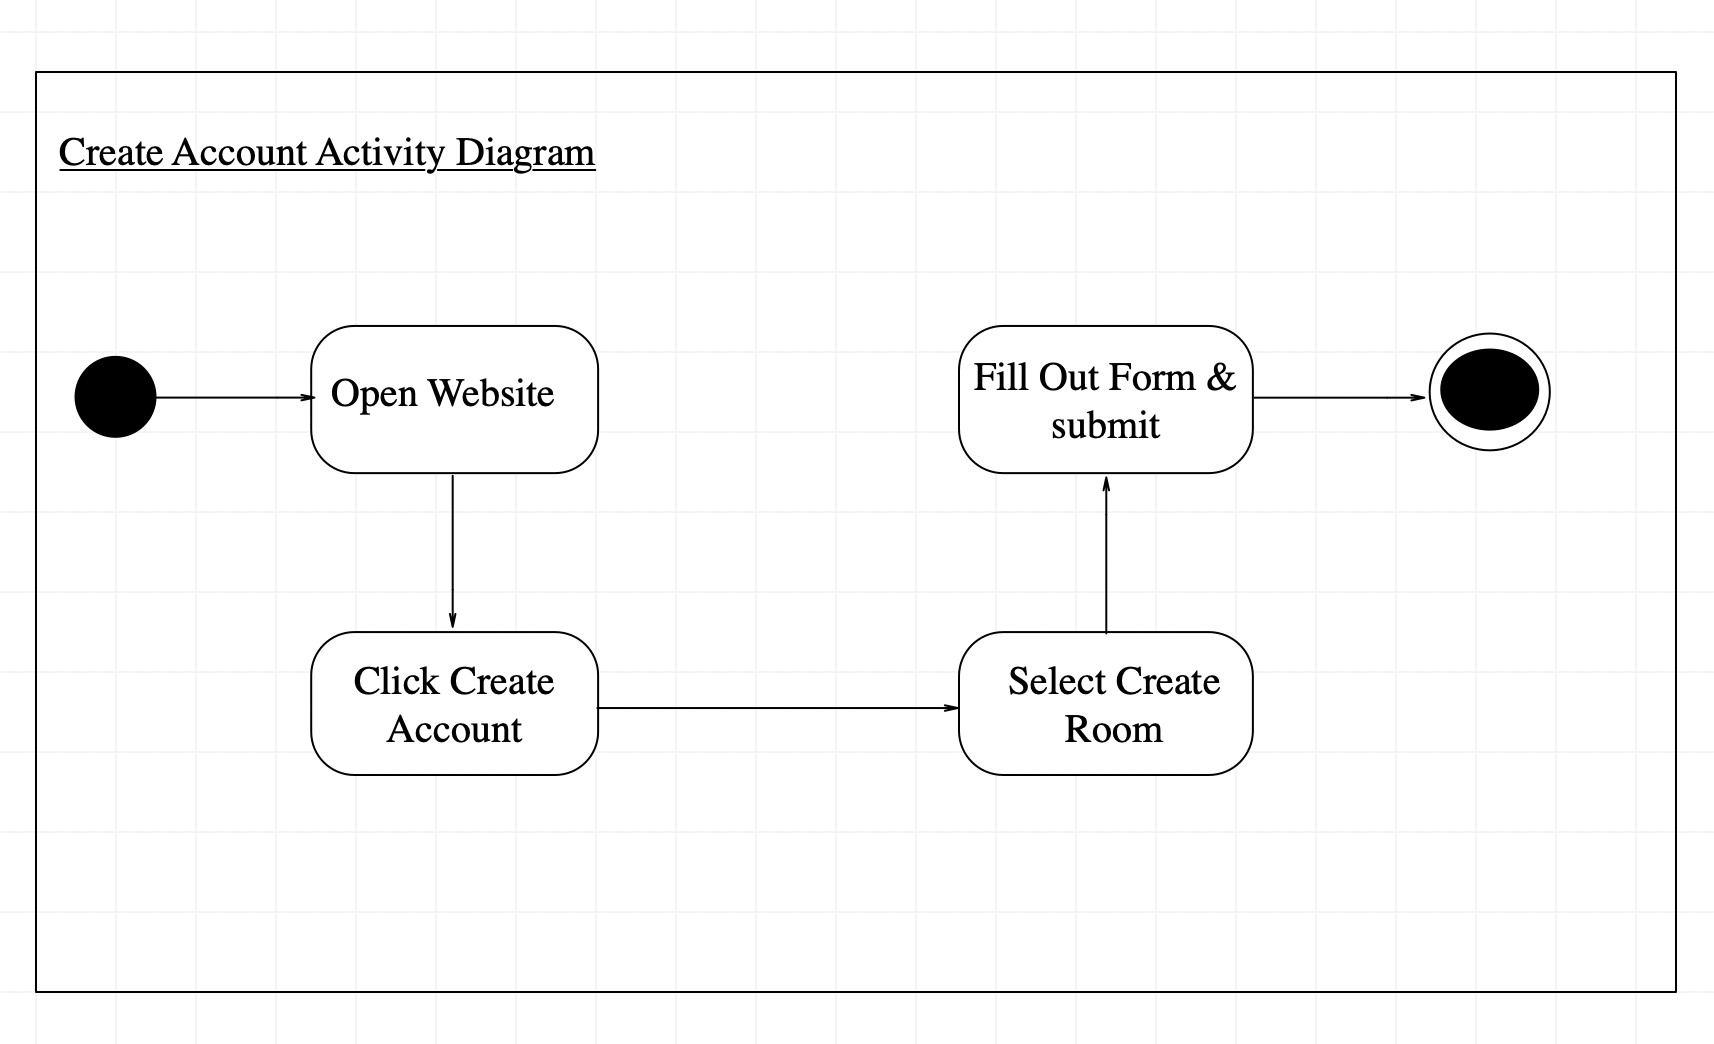 Create Account Activity Diagram
Open Website
Click Create
Account
Select Create
Room
Fill Out Form &
submit